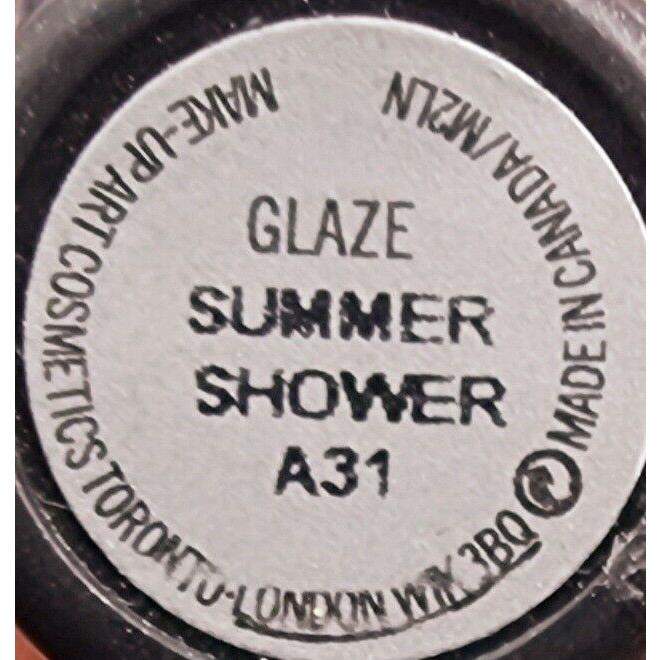 GLAZE
SUMMER
SHOWER
A31
MAKE-UP ART COSMETICS TORONTO-LONDON W1K 3BQ MADE IN CANADA/M2LN